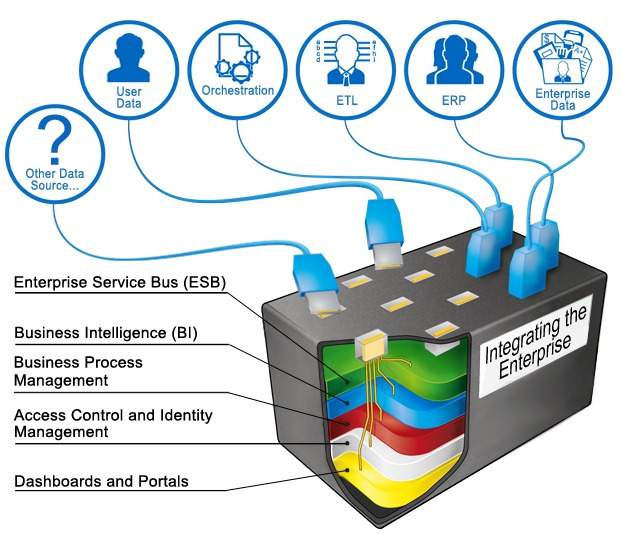 User
Data
Orchestration
a
b
c
d
e
f
h
i
ETL
ERP
$
A+
Enterprise
Data
?
Other Data
Source...
Enterprise Service Bus (ESB)
Business Intelligence (BI)
Business Process
Management
Access Control and Identity
Management
Dashboards and Portals
Integrating the
Enterprise